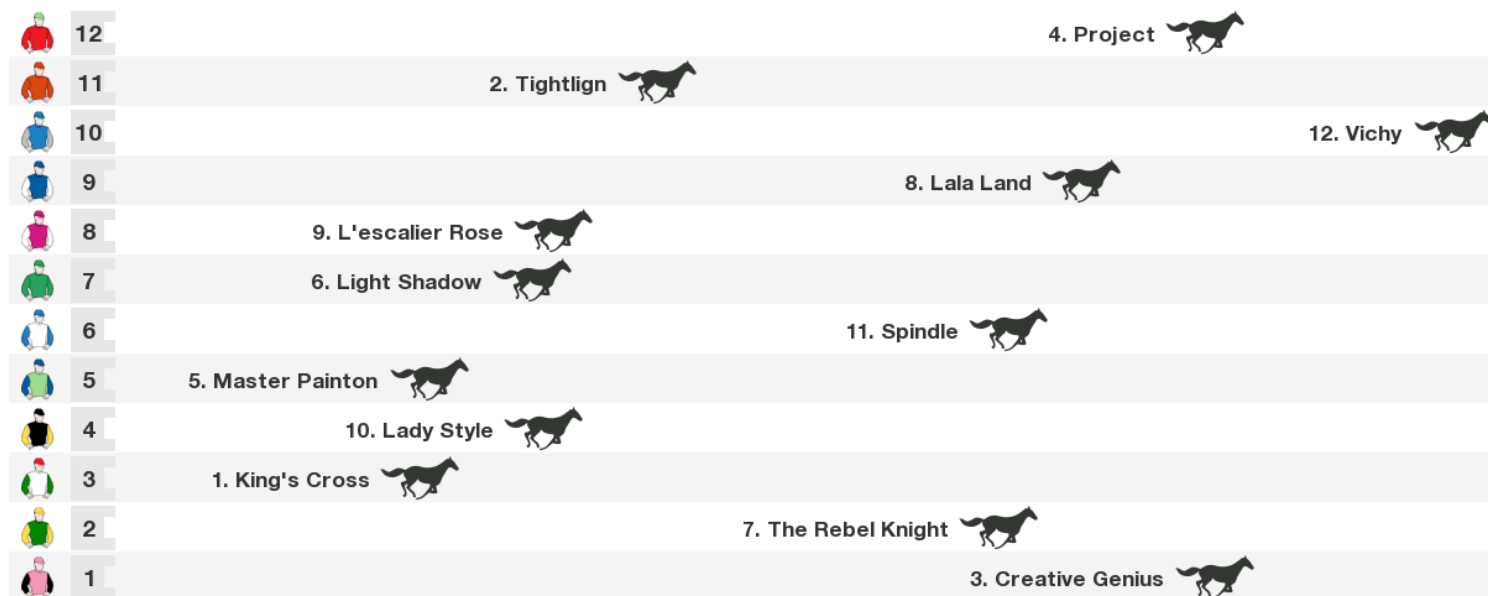 12 4. Project
11 2. Tightlign
10 12. Vichy
9 8. Lala Land
8 9. L'escalier Rose
7 6. Light Shadow
6 11. Spindle
5 5. Master Painton
4 10. Lady Style
3 1. King's Cross
2 7. The Rebel Knight
1 3. Creative Genius